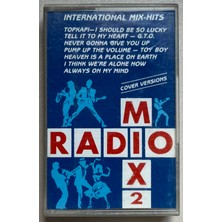 INTERNATIONAL MIX-HITS
TOPKAPI — I SHOULD BE SO LUCKY
TELL IT TO MY HEART — G.T.O.
NEVER GONNA GIVE YOU UP
PUMP UP THE VOLUME — TOY BOY
HEAVEN IS A PLACE ON EARTH
I THINK WE'RE ALONE NOW
ALWAYS ON MY MIND
COVER VERSIONS
RADIO
MIX
2